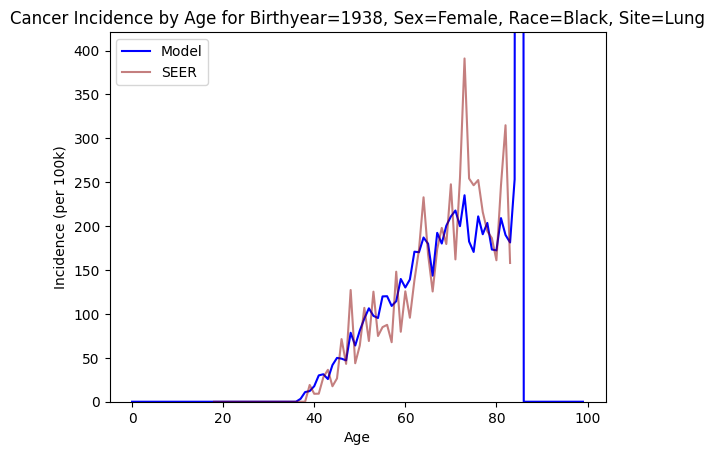 Cancer Incidence by Age for Birthyear=1938, Sex=Female, Race=Black, Site=Lung
Model
SEER
400
350
300
250
200
150
100
50
0
Incidence (per 100k)
0 20 40 60 80 100
Age